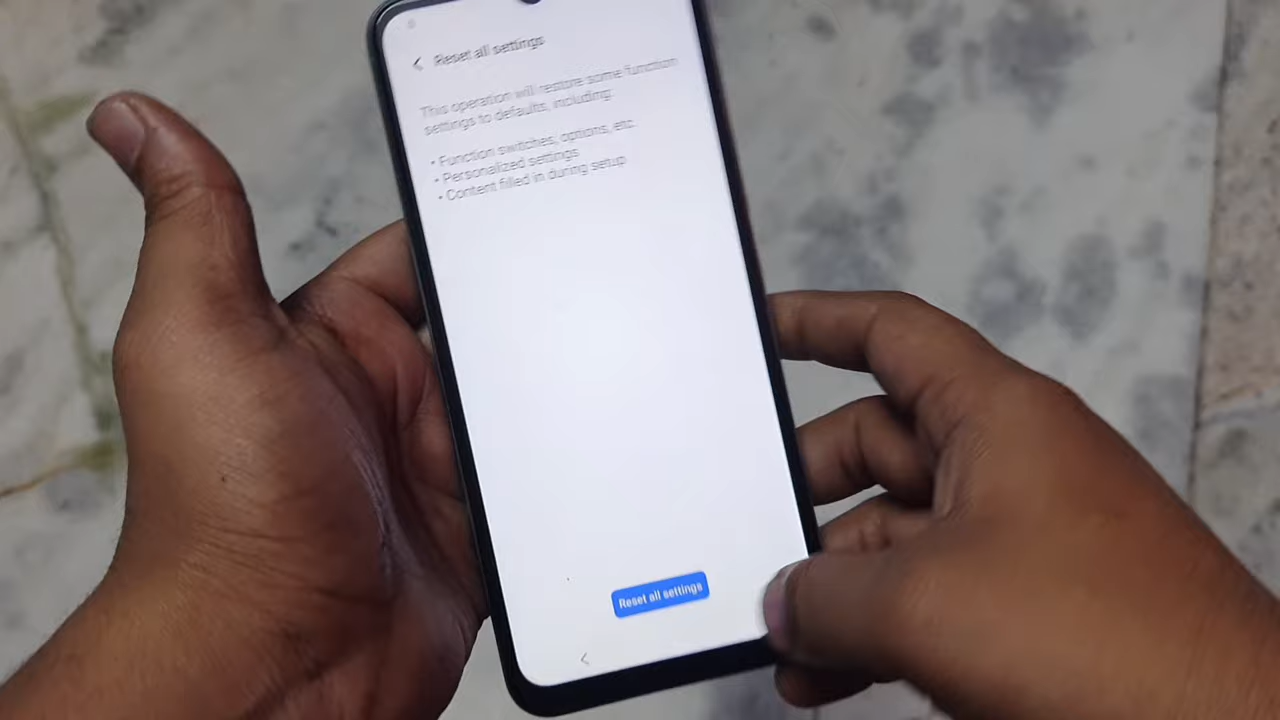 Reset all settings
This operation will restore some function
settings to defaults, including:
• Function switches, options, etc.
• Personalized settings
• Content filled in during setup
Reset all settings